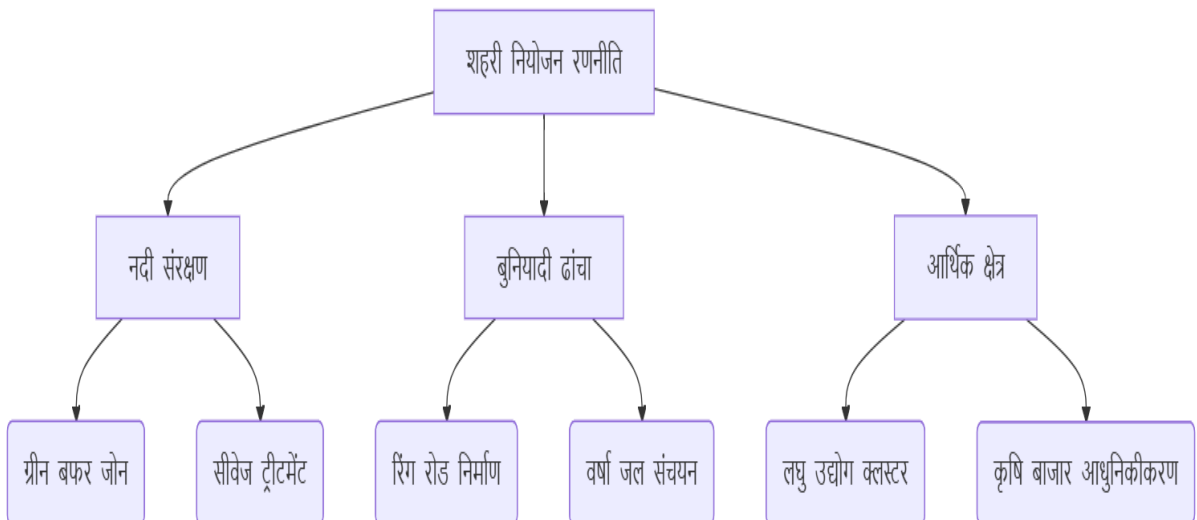 शहरी नियोजन रणनीति
नदी संरक्षण
बुनियादी ढांचा
आर्थिक क्षेत्र
ग्रीन बफर जोन
सीवेज ट्रीटमेंट
रिंग रोड निर्माण
वर्षा जल संचयन
लघु उद्योग क्लस्टर
कृषि बाजार आधुनिकीकरण